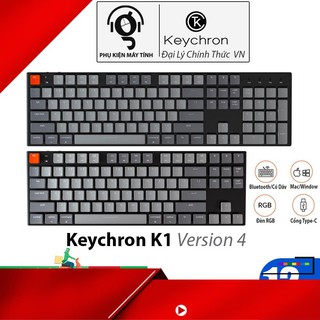 PHỤ KIỆN MÁY TÍNH
Keychron
Đại Lý Chính Thức VN
Bluetooth/Có Dây
Mac/Window
RGB
Đèn RGB
Cổng Type-C
Keychron K1 Version 4